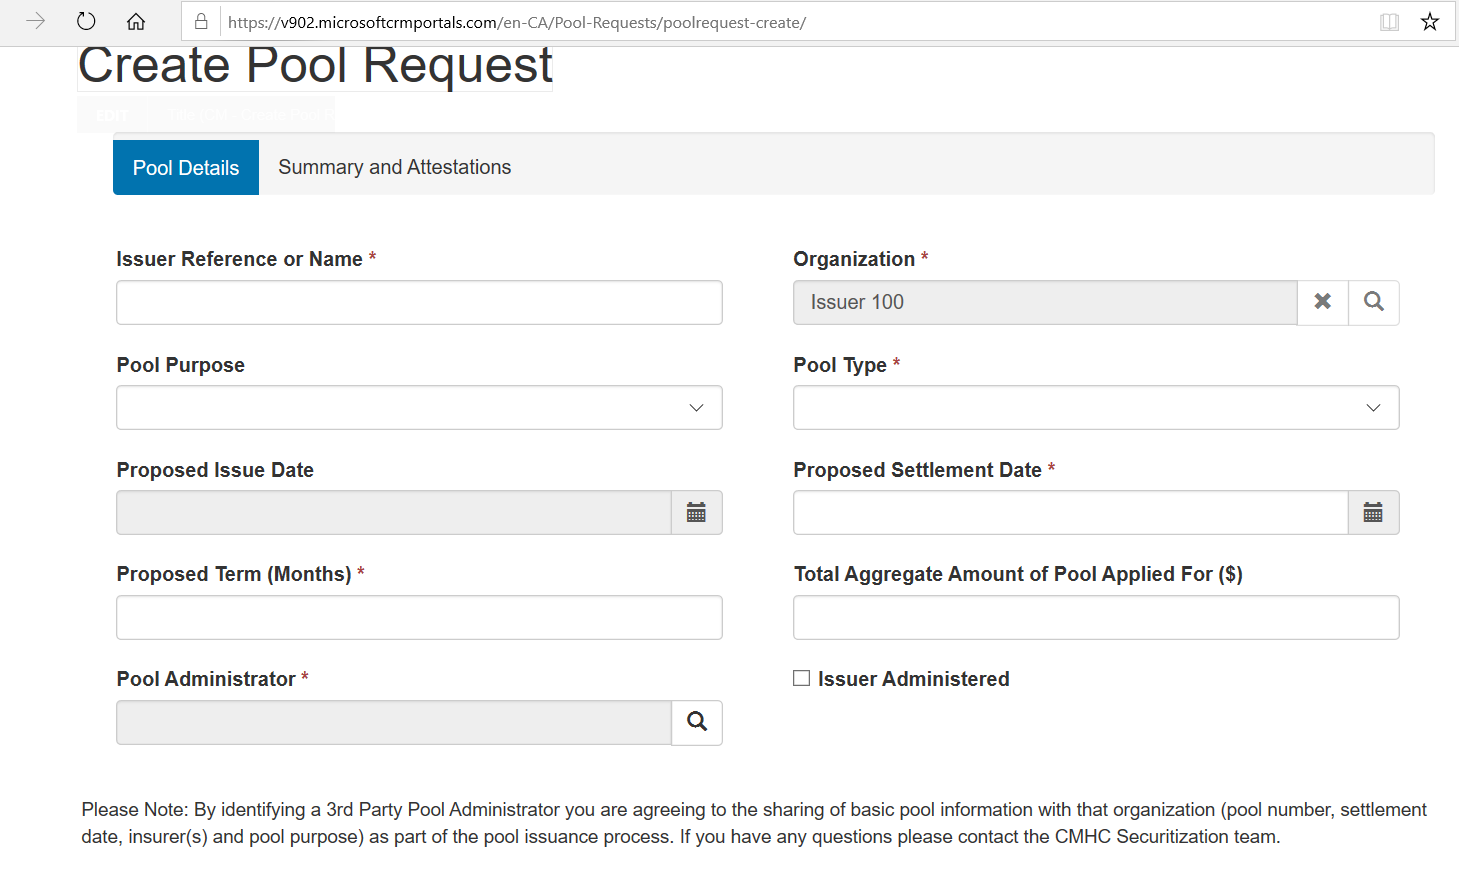 https://v902.microsoftcrmportals.com/en-CA/Pool-Requests/poolrequest-create/
Create Pool Request
EDIT
Pool Details Summary and Attestations
Issuer Reference or Name * Organization *
Issuer 100
Pool Purpose Pool Type *
Proposed Issue Date Proposed Settlement Date *
Proposed Term (Months) * Total Aggregate Amount of Pool Applied For ($)
Pool Administrator * Issuer Administered
Please Note: By identifying a 3rd Party Pool Administrator you are agreeing to the sharing of basic pool information with that organization (pool number, settlement
date, insurer(s) and pool purpose) as part of the pool issuance process. If you have any questions please contact the CMHC Securitization team.